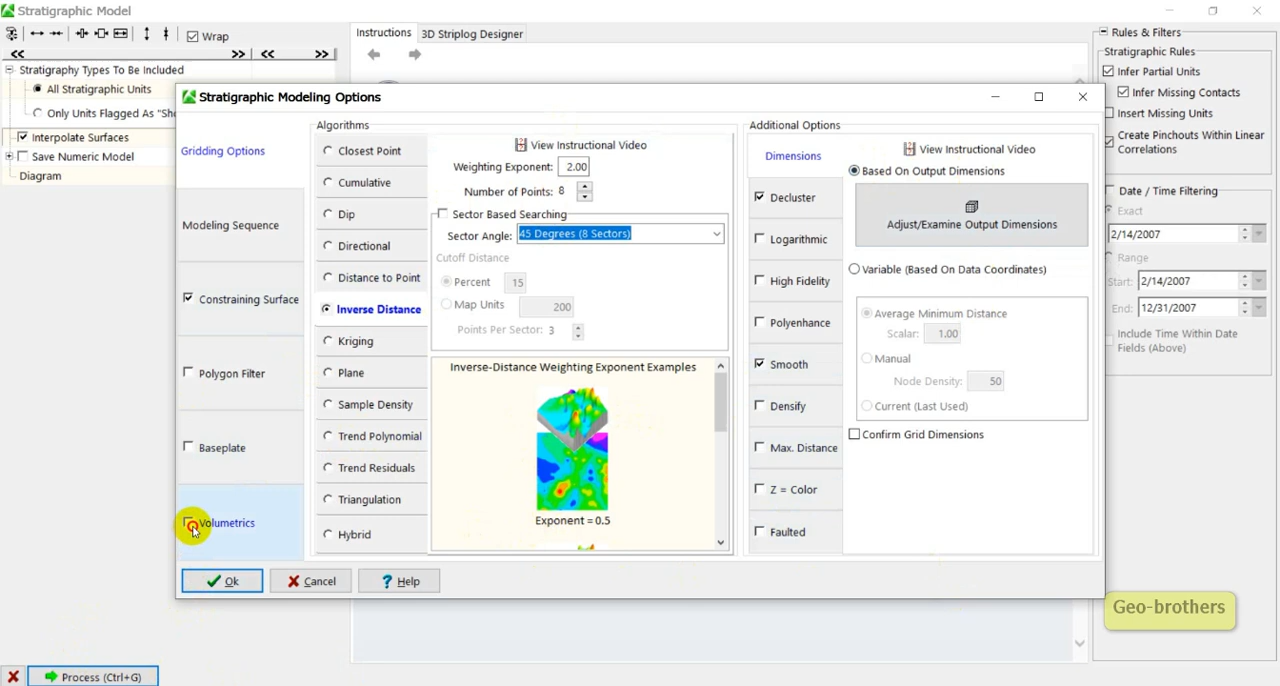 Stratigraphic Model
Wrap
<< >> << >>
Stratigraphy Types To Be Included
All Stratigraphic Units
Only Units Flagged As "She
Interpolate Surfaces
Save Numeric Model
Diagram
Instructions
3D Striplog Designer
Stratigraphic Modeling Options
Gridding Options
Modeling Sequence
Constraining Surface
Polygon Filter
Baseplate
Volumetrics
Algorithms
Closest Point
Cumulative
Dip
Directional
Distance to Point
Inverse Distance
Kriging
Plane
Sample Density
Trend Polynomial
Trend Residuals
Triangulation
Hybrid
View Instructional Video
Weighting Exponent: 2.00
Number of Points: 8
Sector Based Searching
Sector Angle: 45 Degrees (8 Sectors)
Cutoff Distance
Percent 15
Map Units 200
Points Per Sector: 3
Inverse-Distance Weighting Exponent Examples
Exponent = 0.5
Additional Options
Dimensions
Decluster
Logarithmic
High Fidelity
Polyenhance
Smooth
Densify
Max. Distance
Z = Color
Faulted
View Instructional Video
Based On Output Dimensions
Adjust/Examine Output Dimensions
Variable (Based On Data Coordinates)
Average Minimum Distance
Scalar: 1.00
Manual
Node Density: 50
Current (Last Used)
Confirm Grid Dimensions
Ok
Cancel
? Help
Rules & Filters
Stratigraphic Rules
Infer Partial Units
Infer Missing Contacts
Insert Missing Units
Create Pinchouts Within Linear
Correlations
Date / Time Filtering
Exact
2/14/2007
Range
Start: 2/14/2007
End: 12/31/2007
Include Time Within Date
Fields (Above)
Geo-brothers
Process (Ctrl+G)